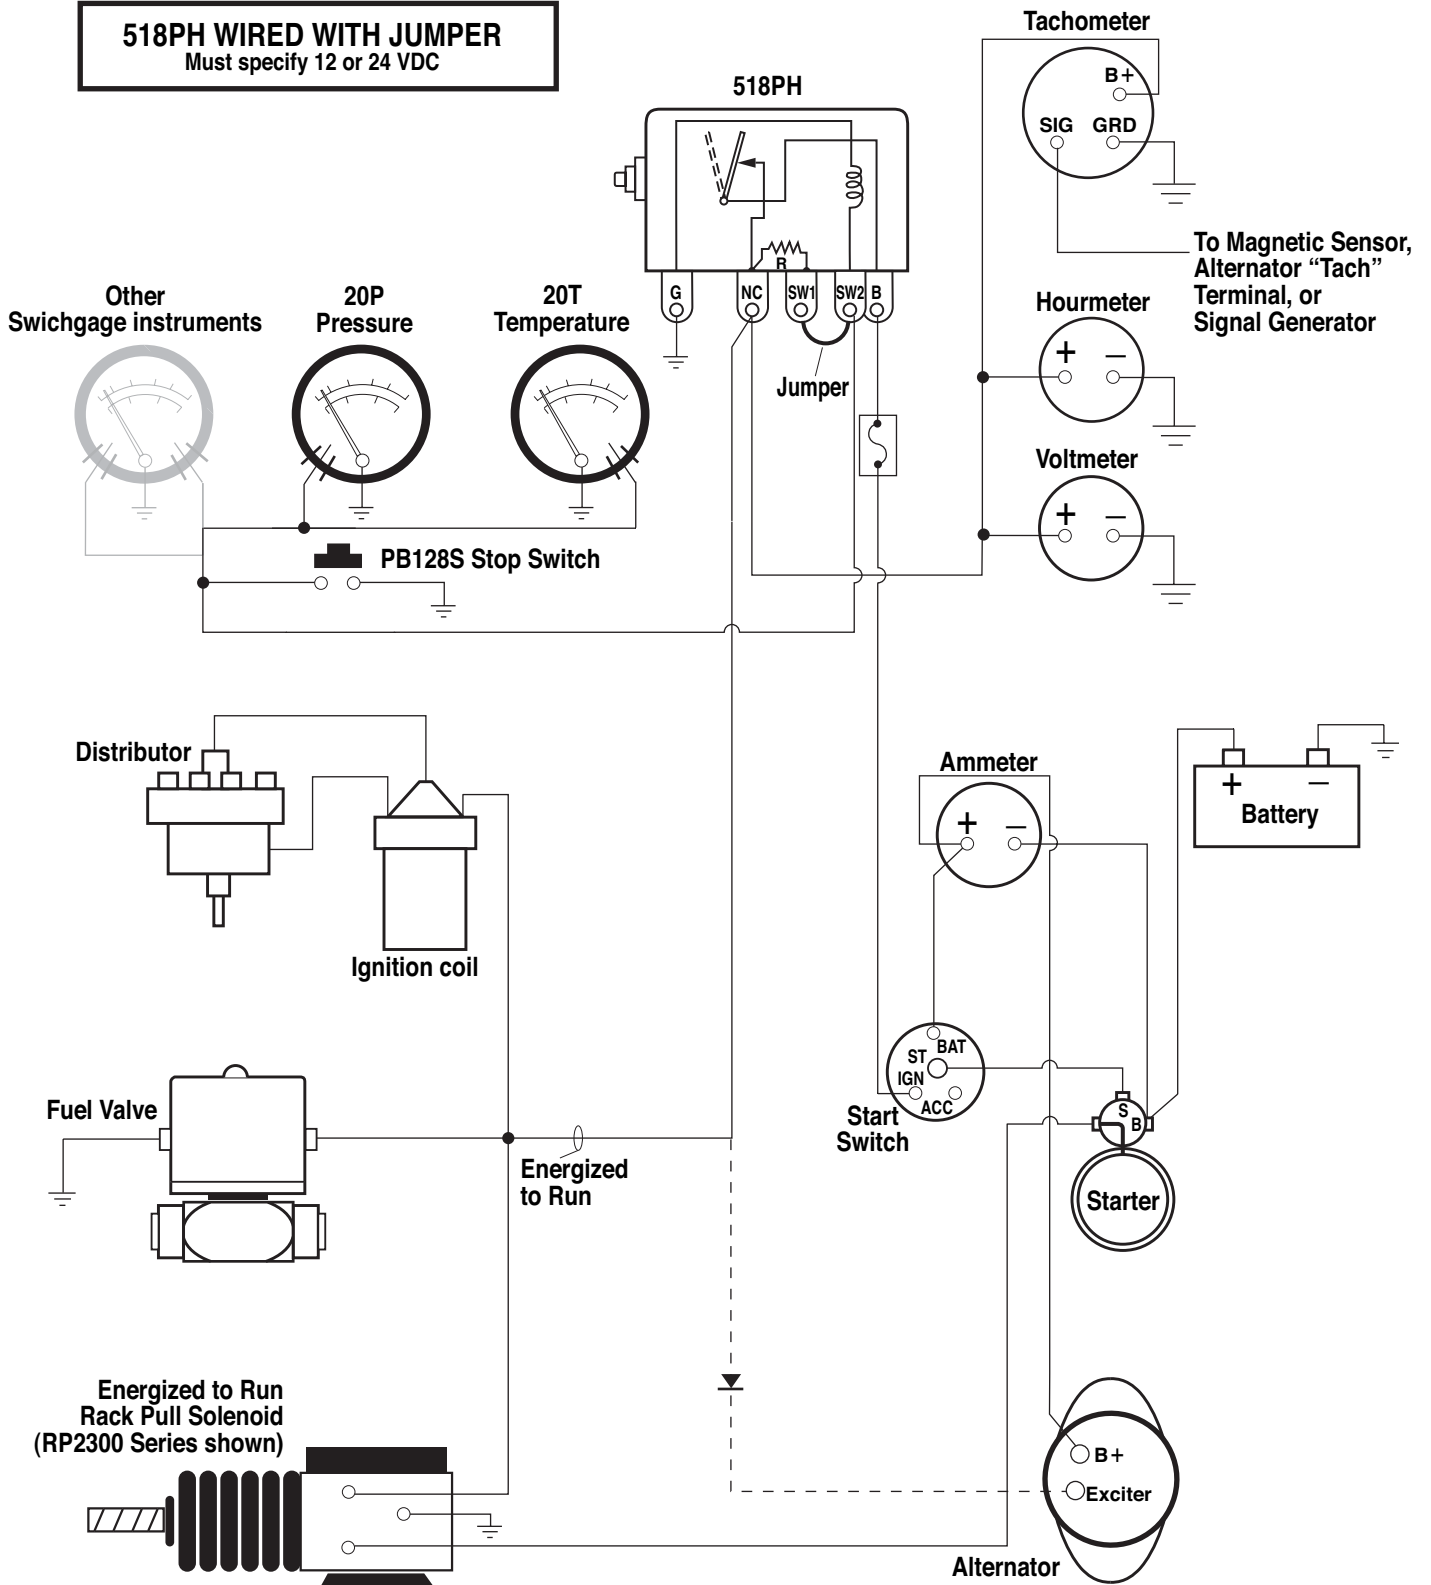 518PH WIRED WITH JUMPER
Must specify 12 or 24 VDC
Tachometer
B+
SIG GRD
518PH
R
G NC SW1 SW2 B
Jumper
To Magnetic Sensor,
Alternator “Tach”
Terminal, or
Signal Generator
Other
Swichgage instruments
20P
Pressure
20T
Temperature
Hourmeter
+ –
Voltmeter
+ –
PB128S Stop Switch
Distributor
Ignition coil
Ammeter
+ –
+ –
Battery
BAT
ST
IGN
ACC
Start
Switch
S
B
Starter
Fuel Valve
Energized
to Run
Energized to Run
Rack Pull Solenoid
(RP2300 Series shown)
B+
Exciter
Alternator